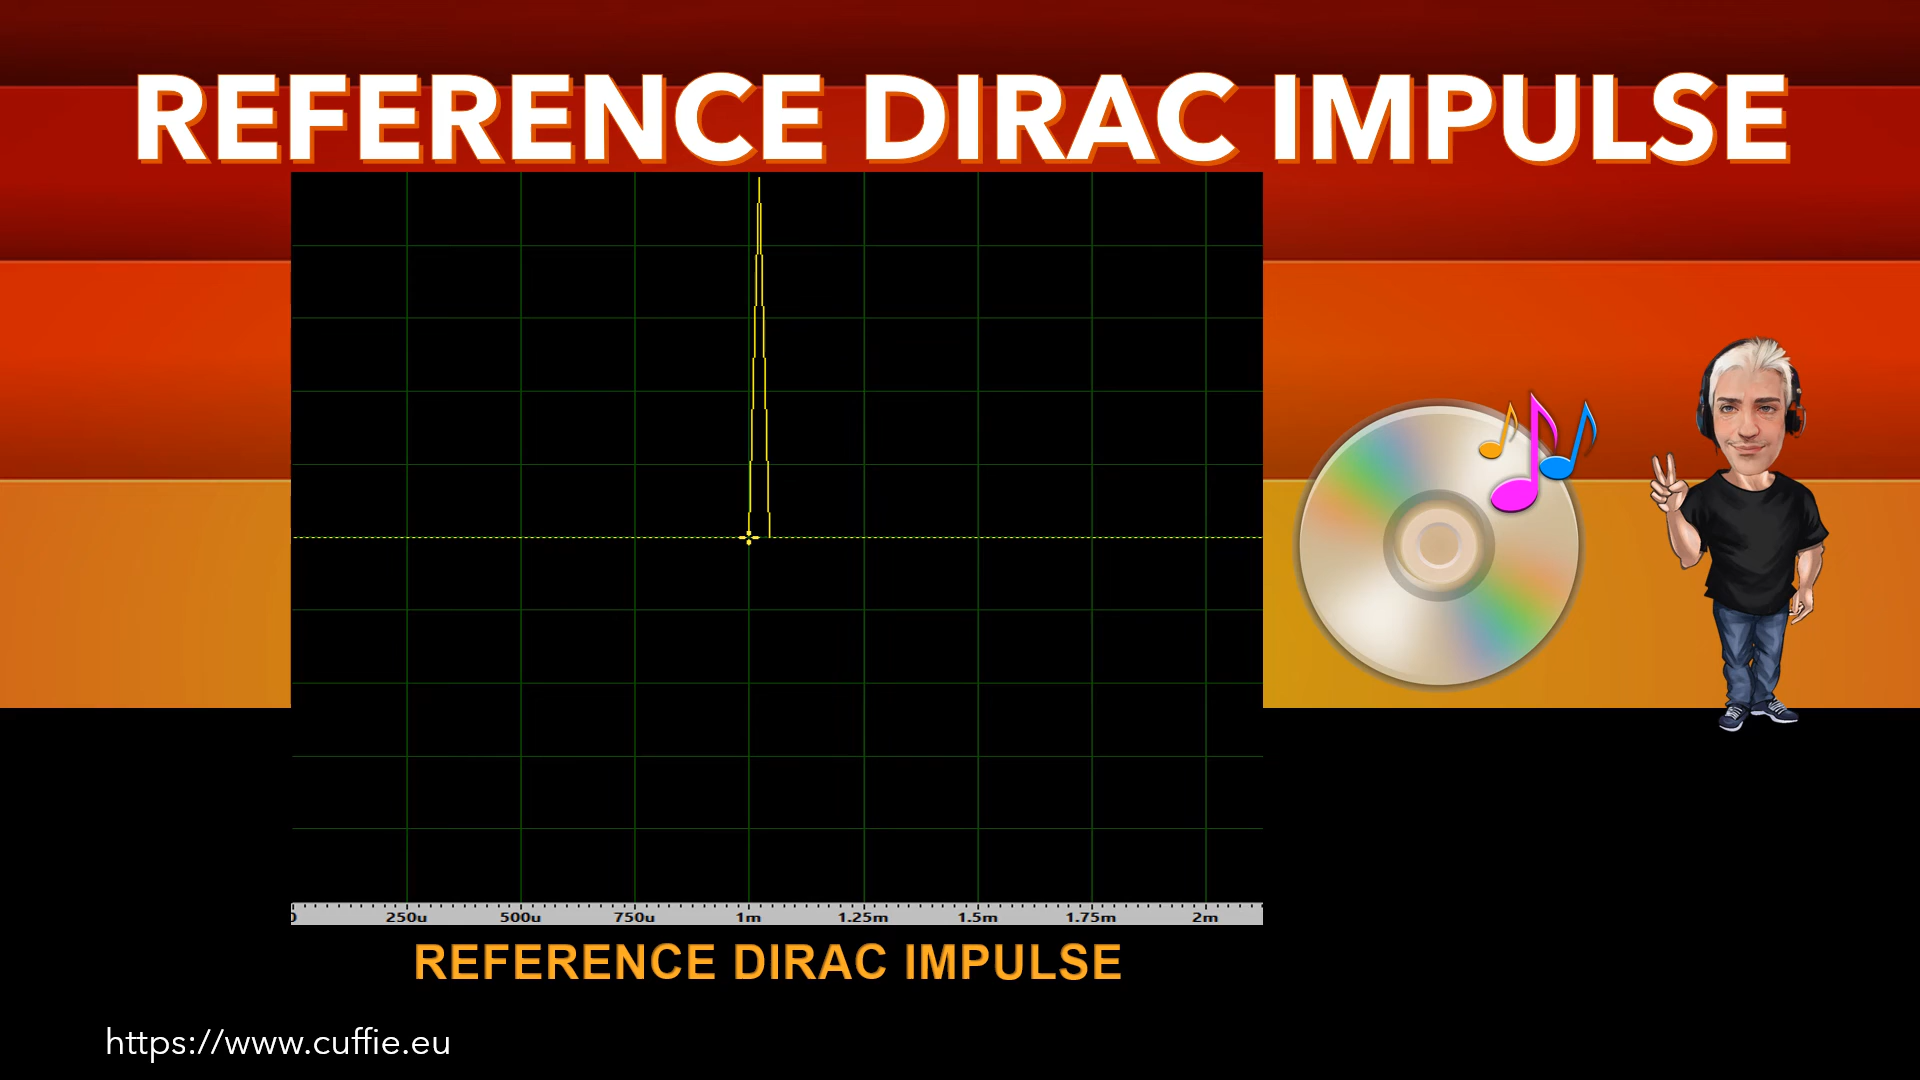 REFERENCE DIRAC IMPULSE
0 250u 500u 750u 1m 1.25m 1.5m 1.75m 2m
REFERENCE DIRAC IMPULSE
https://www.cuffie.eu